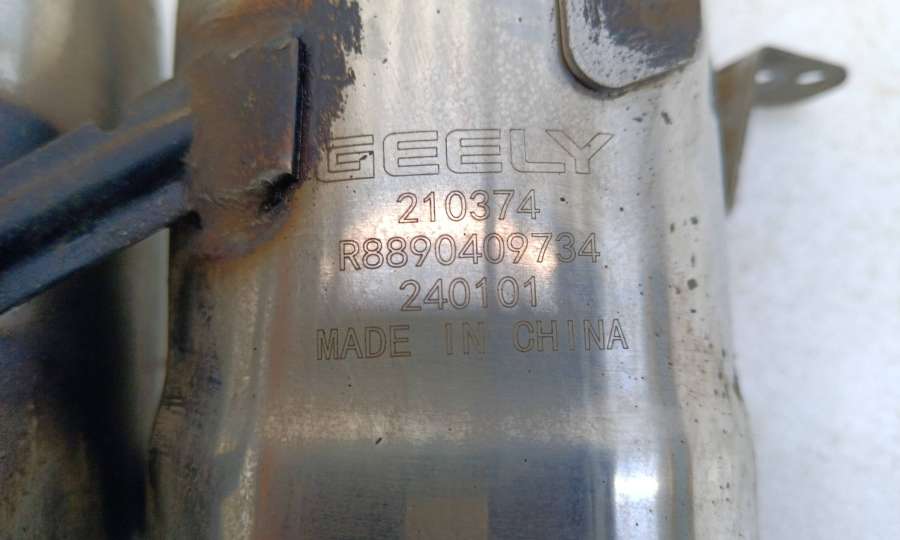 GEELY
210374
R8890409734
240101
MADE IN CHINA